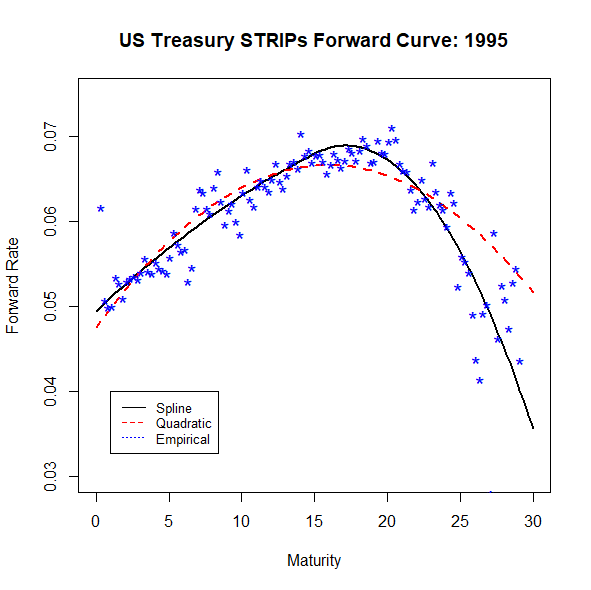 US Treasury STRIPs Forward Curve: 1995
Forward Rate
0.07
0.06
0.05
0.04
0.03
Spline
Quadratic
Empirical
0 5 10 15 20 25 30
Maturity